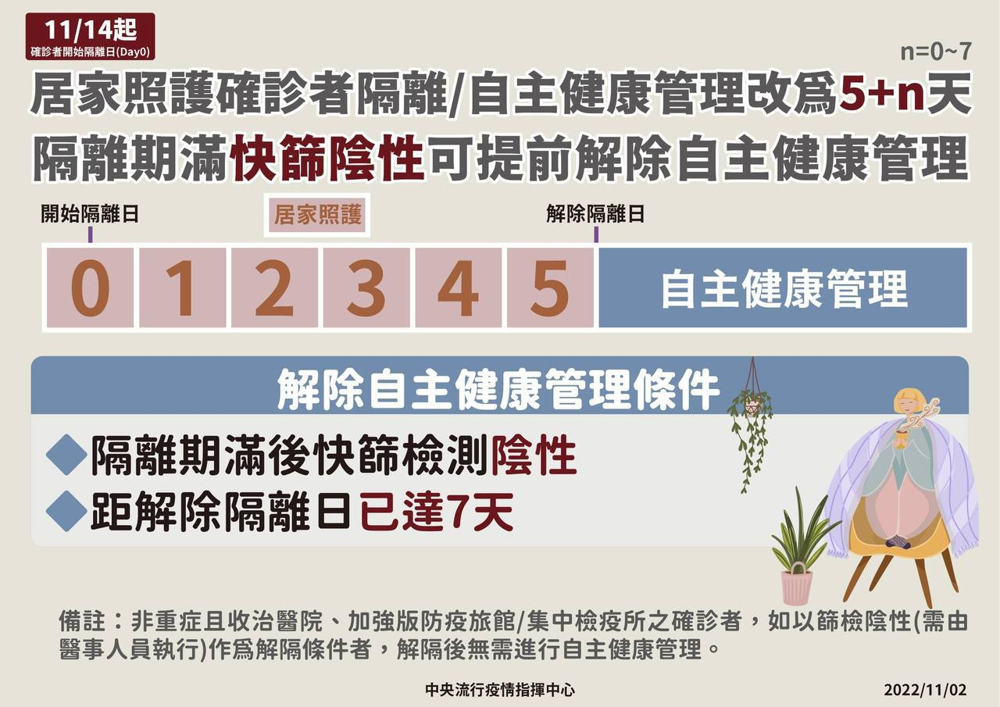 11/14起
確診者開始隔離日(Day0)
n=0~7
居家照護確診者隔離/自主健康管理改爲5+n天
隔離期滿快篩陰性可提前解除自主健康管理
開始隔離日
居家照護
解除隔離日
0 1 2 3 4 5 自主健康管理
解除自主健康管理條件
◆隔離期滿後快篩檢測陰性
◆距解除隔離日已達7天
備註：非重症且收治醫院、加強版防疫旅館/集中檢疫所之確診者，如以篩檢陰性(需由
醫事人員執行)作爲解隔條件者，解隔後無需進行自主健康管理。
中央流行疫情指揮中心
2022/11/02